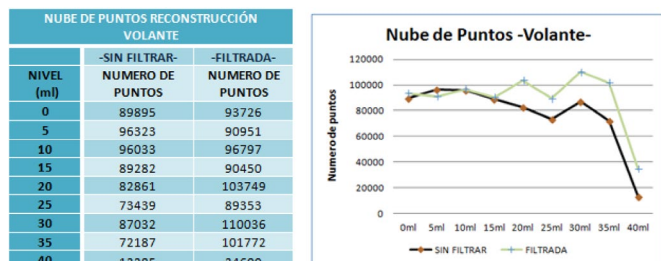 NUBE DE PUNTOS RECONSTRUCCIÓN
VOLANTE
-SIN FILTRAR- -FILTRADA-
NIVEL (ml) NUMERO DE PUNTOS NUMERO DE PUNTOS
0 89895 93726
5 96323 90951
10 96033 96797
15 89282 90450
20 82861 103749
25 73439 89353
30 87032 110036
35 72187 101772
40
Nube de Puntos -Volante-
Numero de puntos
120000
100000
80000
60000
40000
20000
0
0ml 5ml 10ml 15ml 20ml 25ml 30ml 35ml 40ml
SIN FILTRAR FILTRADA